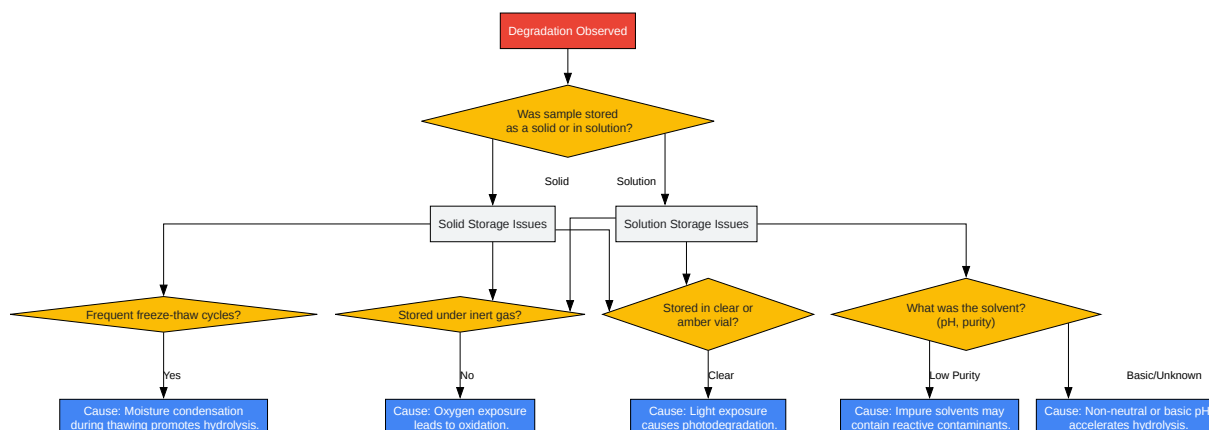 Degradation Observed
Was sample stored
as a solid or in solution?
Solid
Solution
Solid Storage Issues
Solution Storage Issues
Frequent freeze-thaw cycles?
Stored under inert gas?
Stored in clear or
amber vial?
What was the solvent?
(pH, purity)
Yes
No
Clear
Low Purity
Basic/Unknown
Cause: Moisture condensation
during thawing promotes hydrolysis.
Cause: Oxygen exposure
leads to oxidation.
Cause: Light exposure
causes photodegradation.
Cause: Impure solvents may
contain reactive contaminants.
Cause: Non-neutral or basic pH
accelerates hydrolysis.